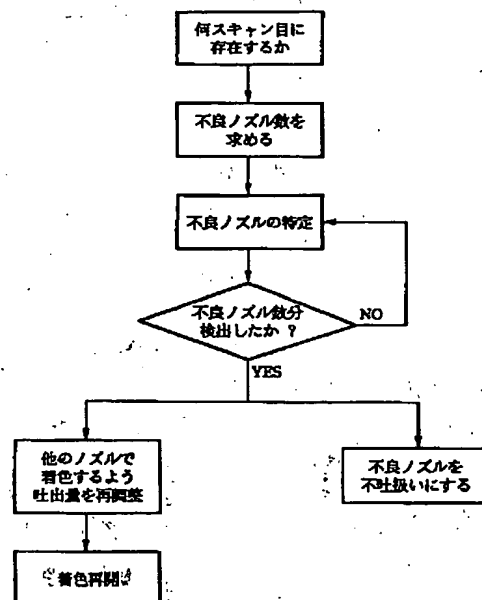 何スキャン目に
存在するか
不良ノズル数を
求める
不良ノズルの特定
不良ノズル数分
検出したか ?
NO
YES
他のノズルで
着色するよう
吐出量を再調整
不良ノズルを
不吐扱いにする
着色再開